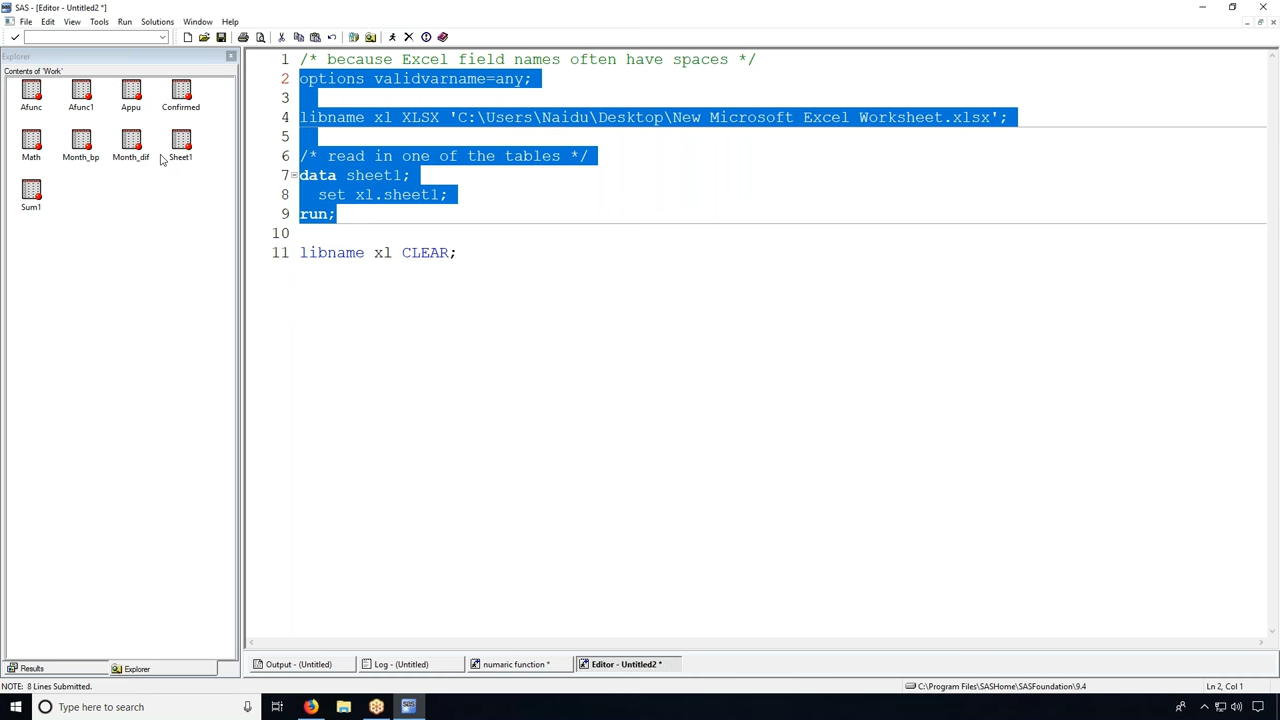 SAS - [Editor - Untitled2 *]
File Edit View Tools Run Solutions Window Help
Explorer
Contents of 'Work'
Afunc Afunc1 Appu Confirmed
Math Month_bp Month_dif Sheet1
Sum1
1 /* because Excel field names often have spaces */
2 options validvarname=any;
3
4 libname xl XLSX 'C:\Users\Naidu\Desktop\New Microsoft Excel Worksheet.xlsx';
5
6 /* read in one of the tables */
7 data sheet1;
8 set xl.sheet1;
9 run;
10
11 libname xl CLEAR;
Results Explorer
Output - (Untitled) Log - (Untitled) numaric function * Editor - Untitled2 *
NOTE: 8 Lines Submitted. C:\Program Files\SASHome\SASFoundation\9.4 Ln 2, Col 1
Type here to search
SAS